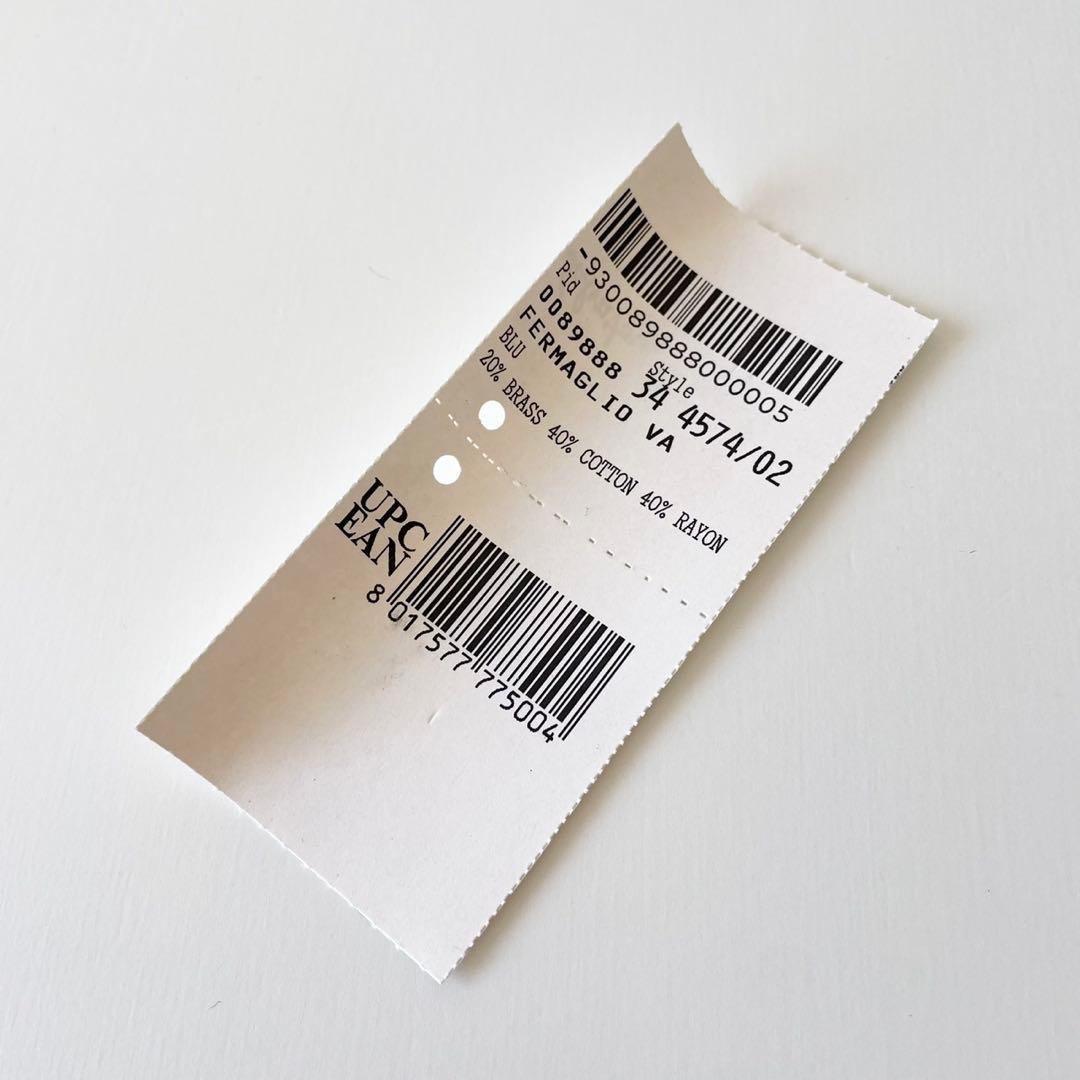 -930089888000005
Pid Style
0089888 34 4574/02
FERMAGLIO VA
BLU
20% BRASS 40% COTTON 40% RAYON
UPC
EAN
8 017577 775004